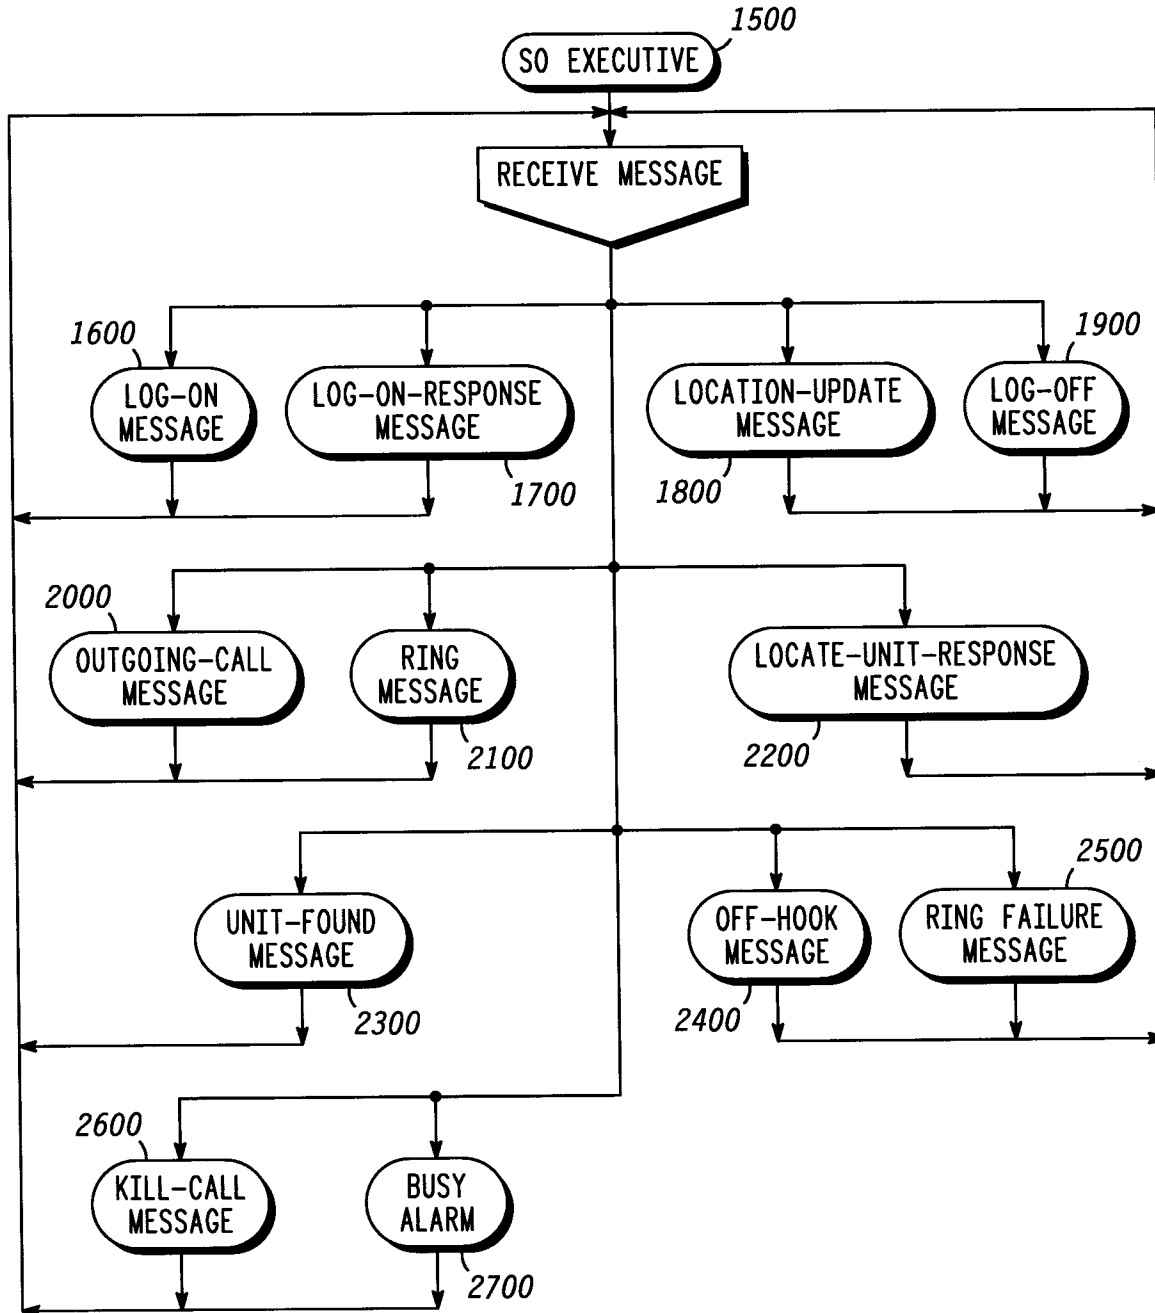 1500
SO EXECUTIVE
RECEIVE MESSAGE
1600
LOG-ON
MESSAGE
LOG-ON-RESPONSE
MESSAGE
1700
LOCATION-UPDATE
MESSAGE
1800
1900
LOG-OFF
MESSAGE
2000
OUTGOING-CALL
MESSAGE
RING
MESSAGE
2100
LOCATE-UNIT-RESPONSE
MESSAGE
2200
UNIT-FOUND
MESSAGE
2300
OFF-HOOK
MESSAGE
2400
2500
RING FAILURE
MESSAGE
2600
KILL-CALL
MESSAGE
BUSY
ALARM
2700